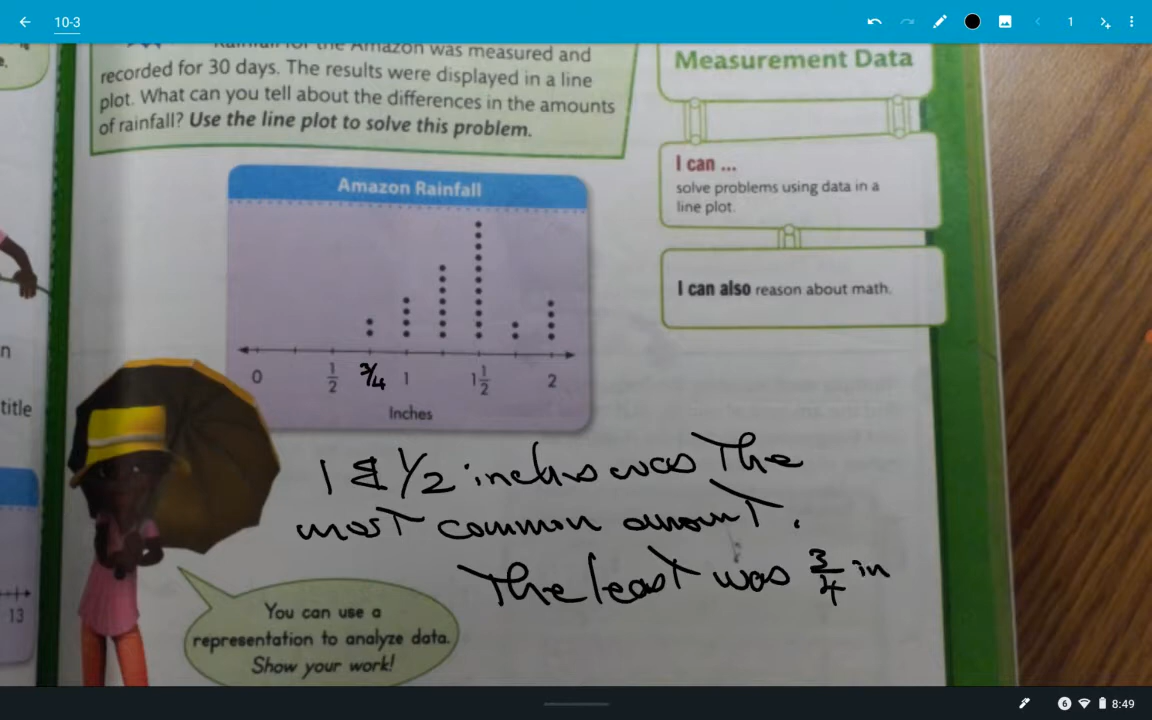 10-3
1
Rainfall for the Amazon was measured and
recorded for 30 days. The results were displayed in a line
plot. What can you tell about the differences in the amounts
of rainfall? Use the line plot to solve this problem.
Measurement Data
I can ...
solve problems using data in a
line plot.
I can also reason about math.
Amazon Rainfall
0 1/2 3/4 1 1 1/2 2
Inches
1 & 1/2 inches was The
most common amount.
The least was 3/4 in
You can use a
representation to analyze data.
Show your work!
e.
n
title
13
6 8:49